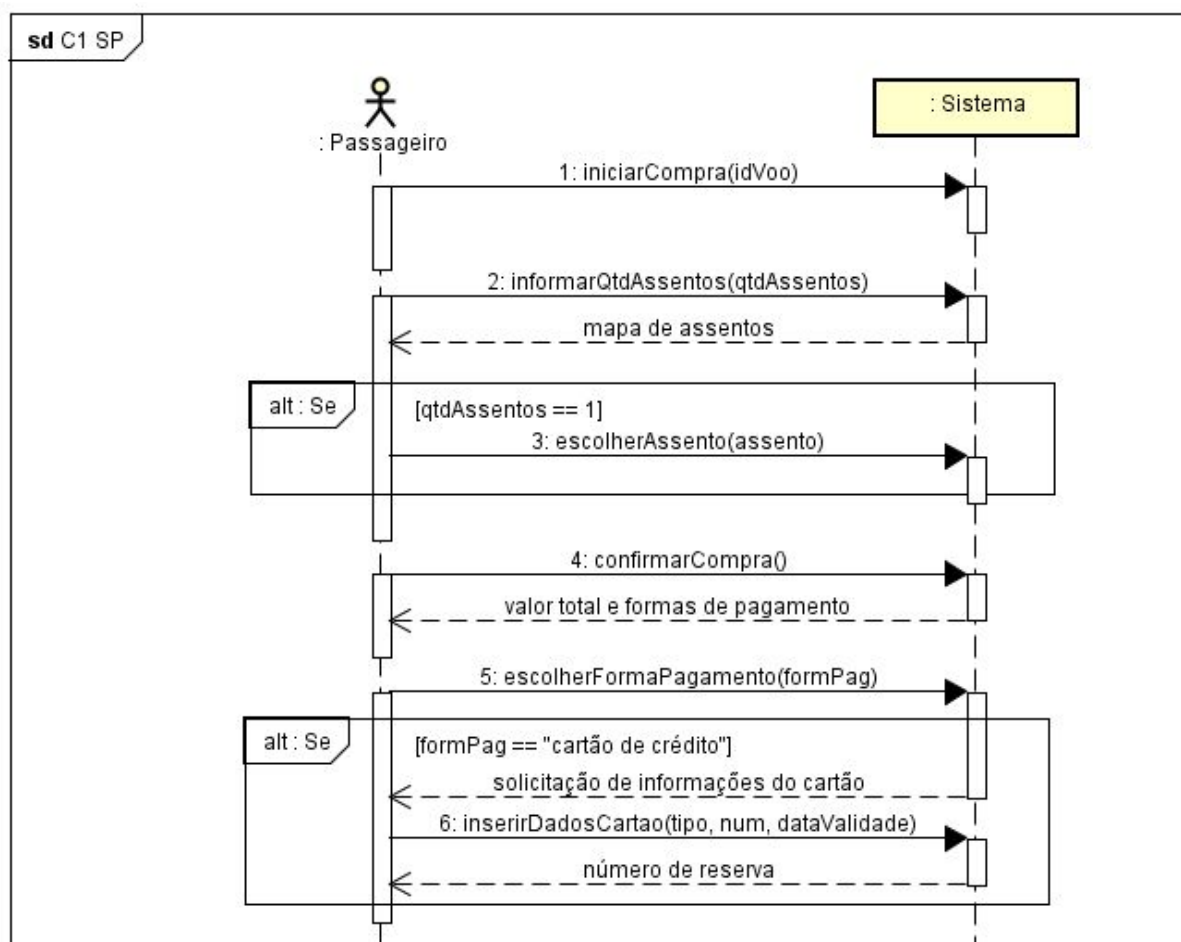 sd C1 SP
: Passageiro
: Sistema
1: iniciarCompra(idVoo)
2: informarQtdAssentos(qtdAssentos)
mapa de assentos
alt : Se
[qtdAssentos == 1]
3: escolherAssento(assento)
4: confirmarCompra()
valor total e formas de pagamento
5: escolherFormaPagamento(formPag)
alt : Se
[formPag == "cartão de crédito"]
solicitação de informações do cartão
6: inserirDadosCartao(tipo, num, dataValidade)
número de reserva